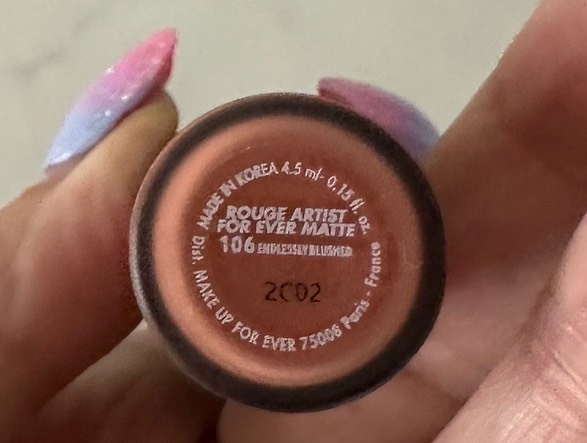 MADE IN KOREA 4.5 ml - 0.15 fl. oz.
ROUGE ARTIST
FOR EVER MATTE
106 ENDLESSLY BLUSHED
2C02
Dist. MAKE UP FOR EVER 75008 Paris - France